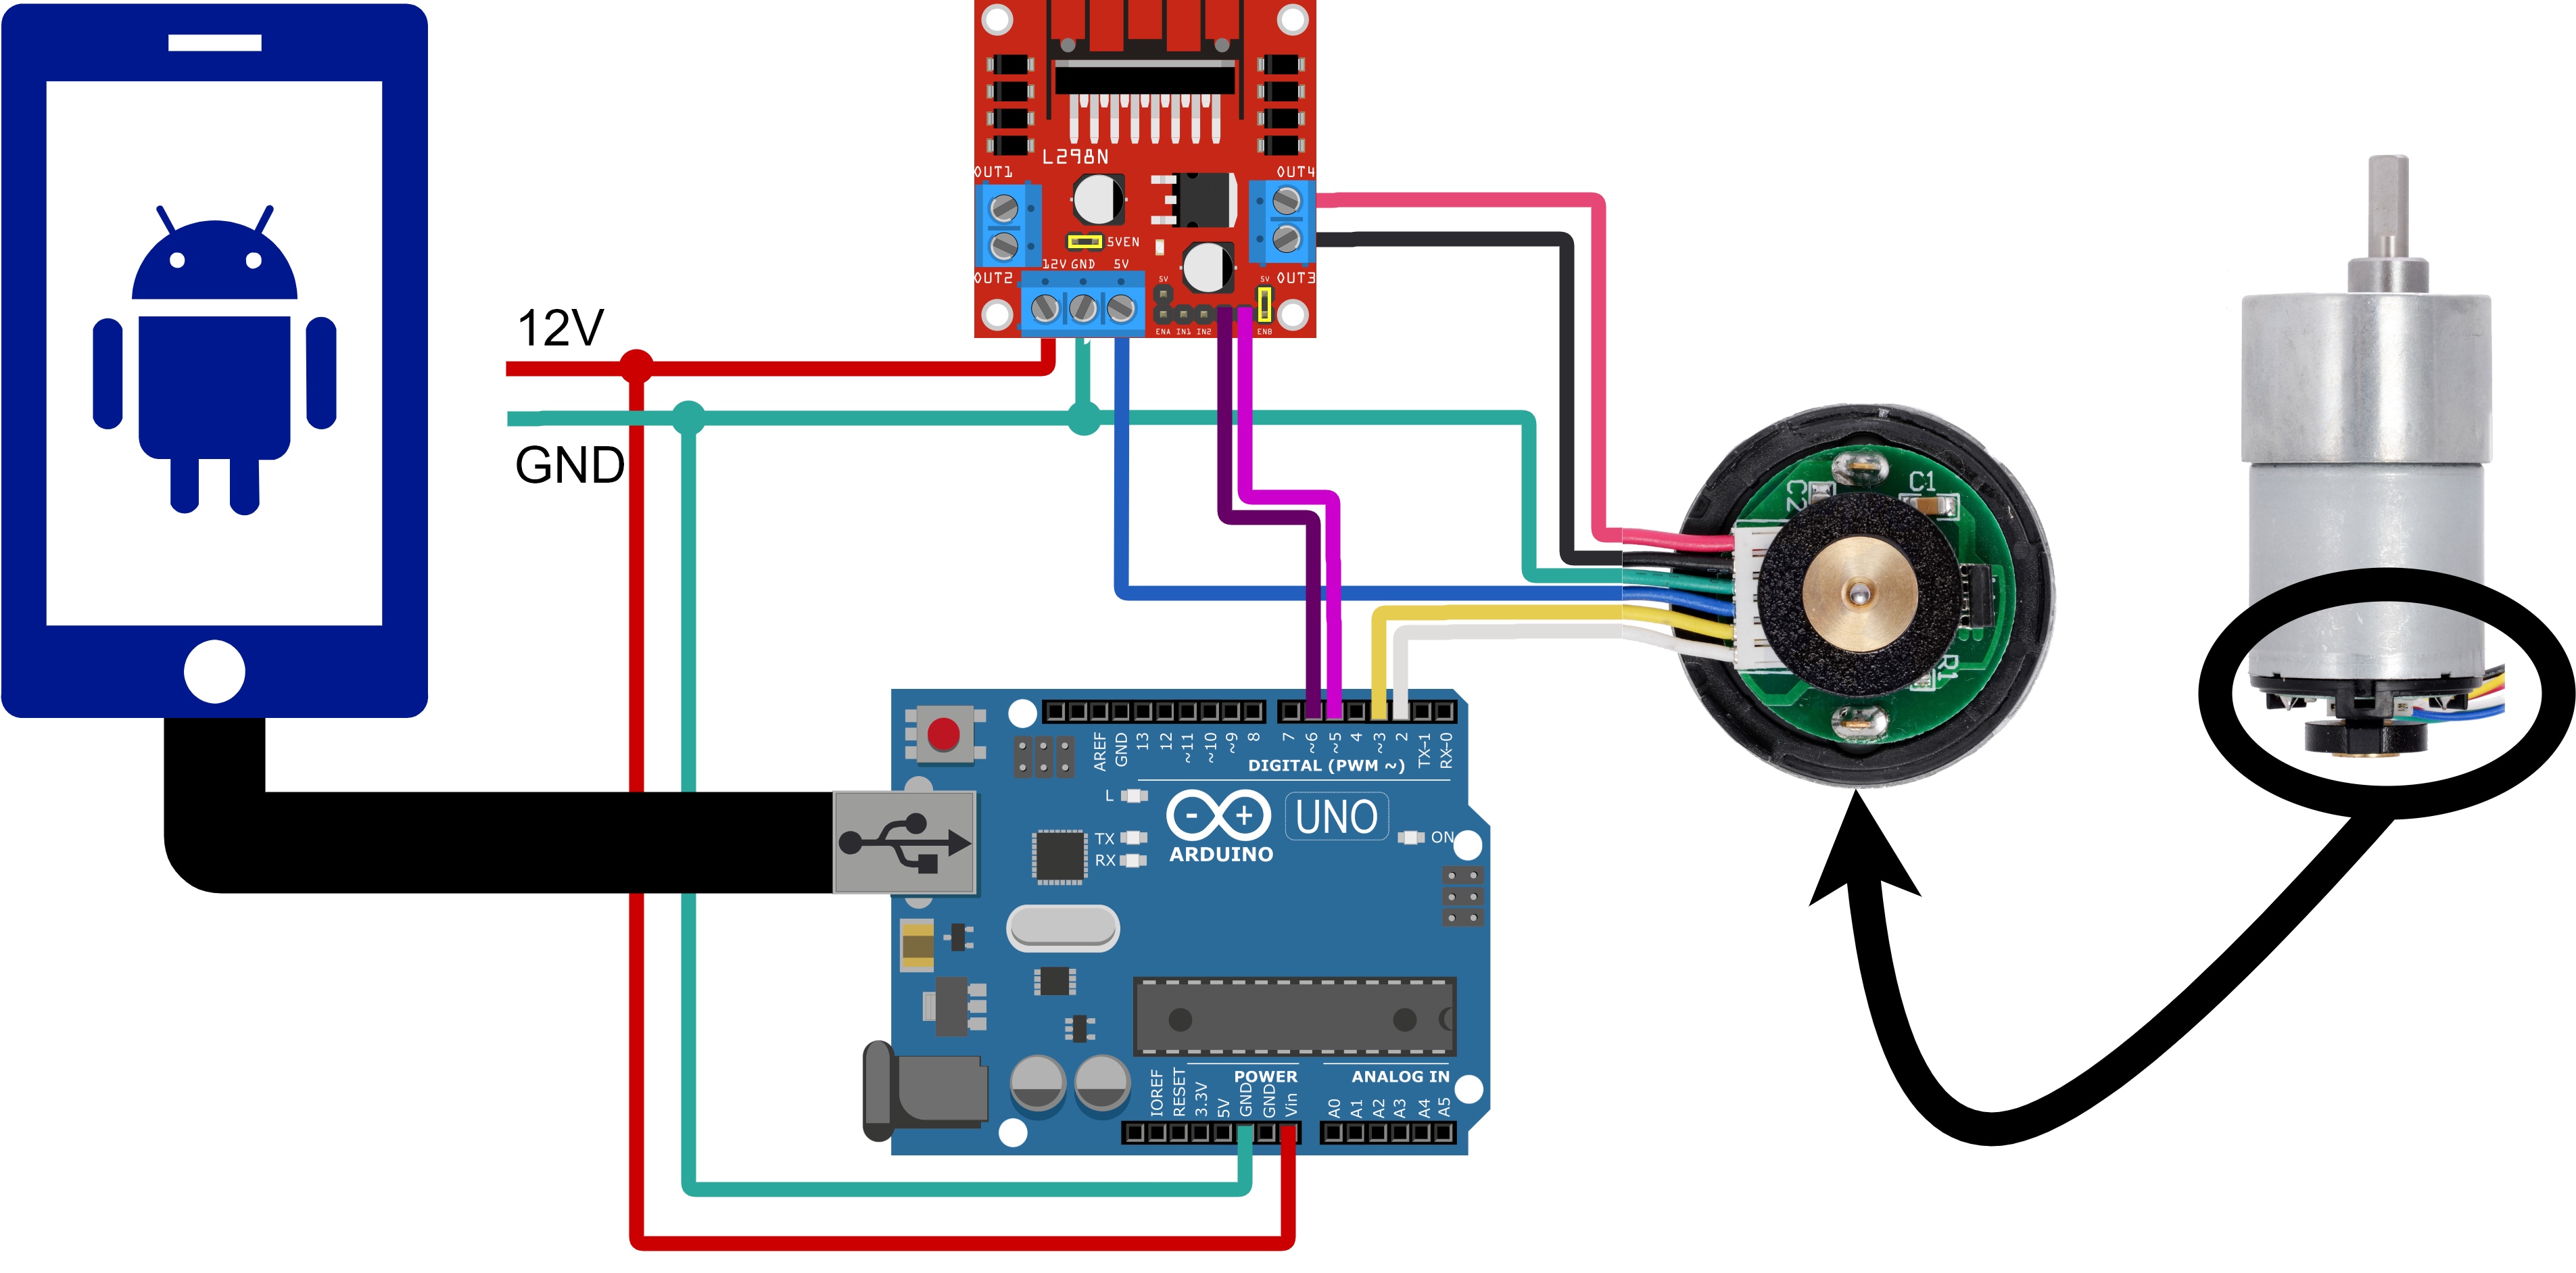 L298N
OUT1
OUT4
5VEN
12V GND 5V
OUT2
5V
5V
OUT3
ENA IN1 IN2
ENB
12V
GND
C2
C1
R1
AREF
GND
13
12
~11
~10
~9
8
7
~6
~5
4
~3
2
TX-1
RX-0
DIGITAL (PWM ~)
L
TX
RX
- +
UNO
ON
ARDUINO
POWER
ANALOG IN
IOREF
RESET
3.3V
5V
GND
GND
Vin
A0
A1
A2
A3
A4
A5